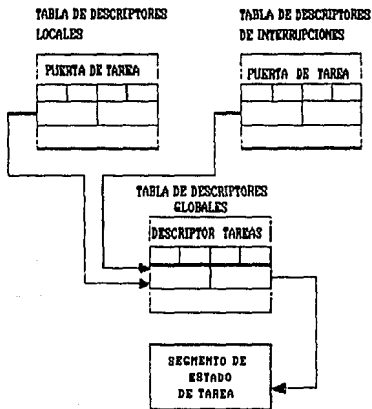 TABLA DE DESCRIPTORES
LOCALES
TABLA DE DESCRIPTORES
DE INTERRUPCIONES
PUERTA DE TAREA
PUERTA DE TAREA
TABLA DE DESCRIPTORES
GLOBALES
DESCRIPTOR TAREAS
SEGMENTO DE
ESTADO
DE TAREA